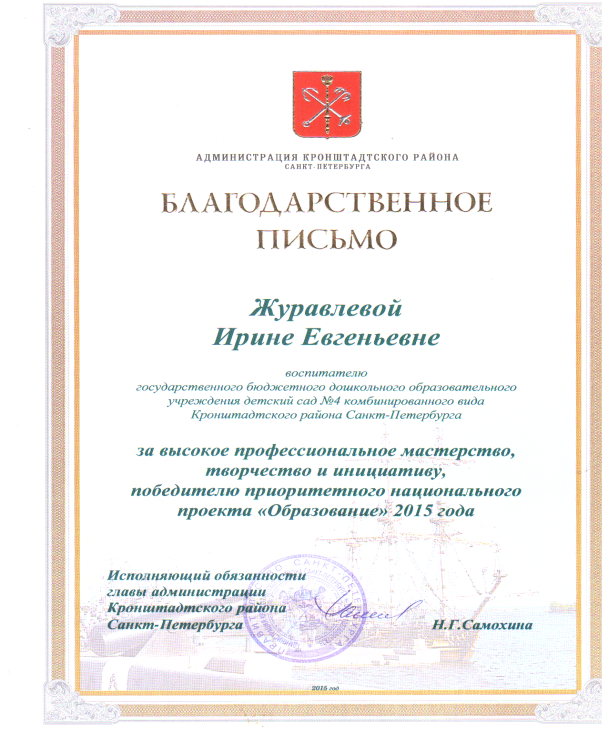 АДМИНИСТРАЦИЯ КРОНШТАДТСКОГО РАЙОНА
САНКТ-ПЕТЕРБУРГА
БЛАГОДАРСТВЕННОЕ
ПИСЬМО
Журавлевой
Ирине Евгеньевне
воспитателю
государственного бюджетного дошкольного образовательного
учреждения детский сад №4 комбинированного вида
Кронштадтского района Санкт-Петербурга
за высокое профессиональное мастерство,
творчество и инициативу,
победителю приоритетного национального
проекта «Образование» 2015 года
Исполняющий обязанности
главы администрации
Кронштадтского района
Санкт-Петербурга
Н.Г.Самохина
2015 год